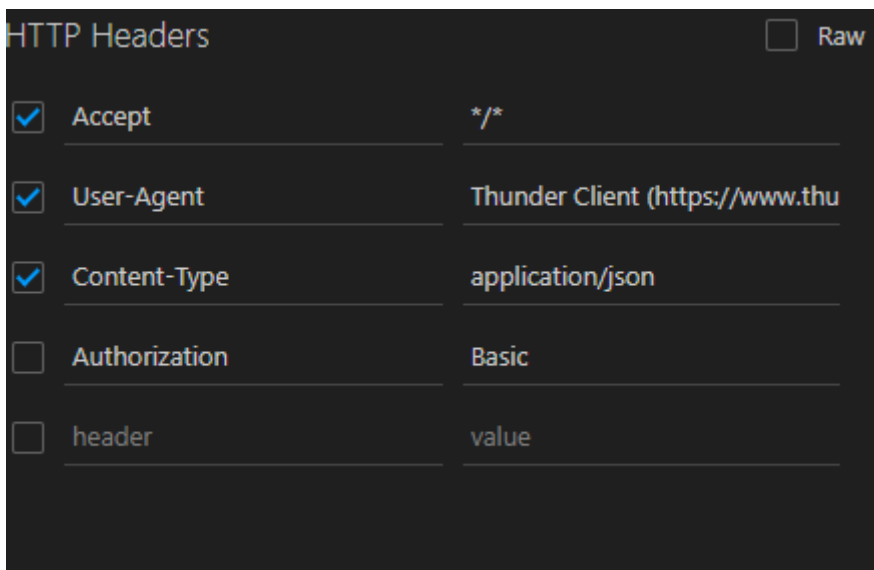 HTTP Headers Raw
Accept */*
User-Agent Thunder Client (https://www.thu
Content-Type application/json
Authorization Basic
header value